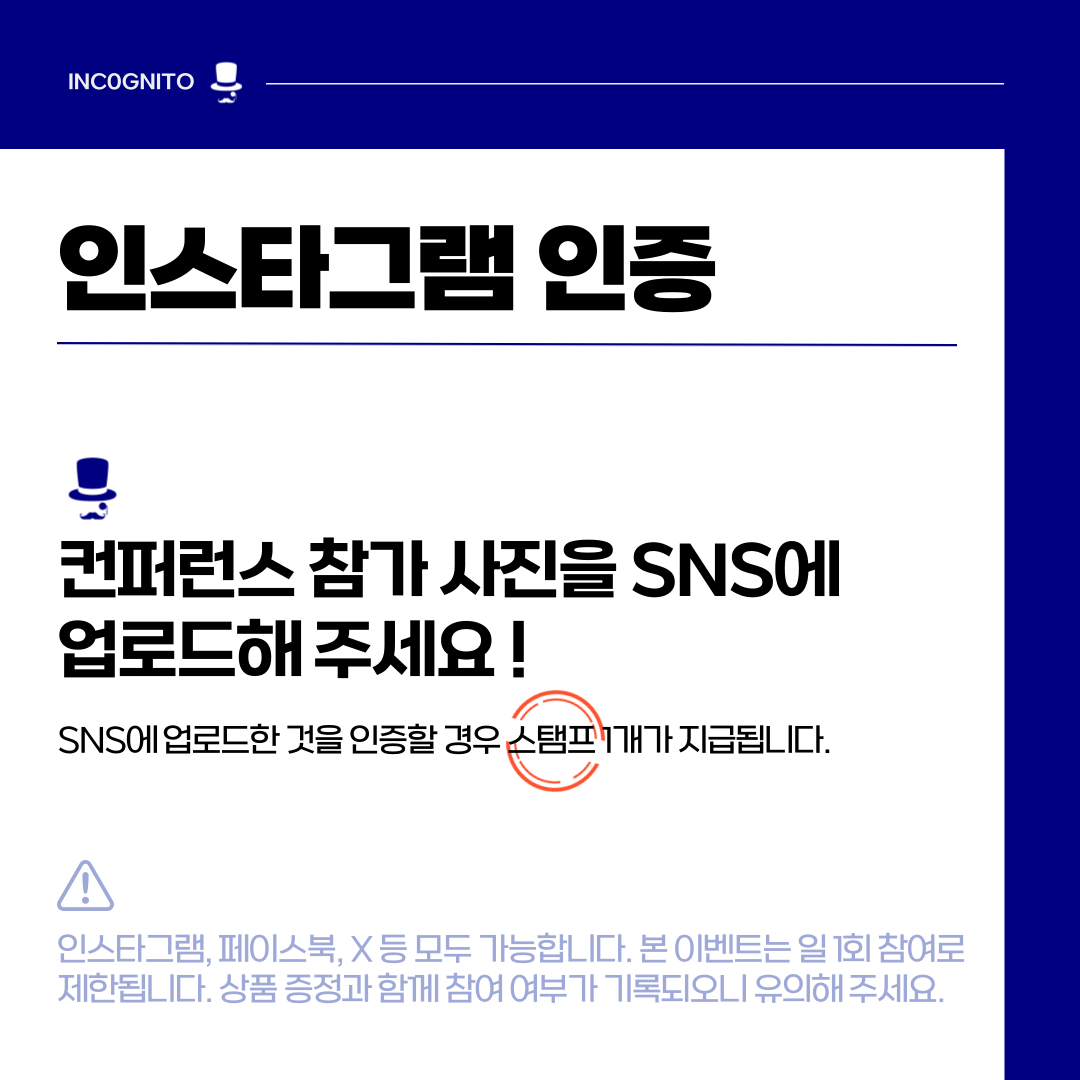 INC0GNITO
인스타그램 인증
컨퍼런스 참가 사진을 SNS에
업로드해 주세요 !
SNS에 업로드한 것을 인증할 경우 스탬프 1개가 지급됩니다.
인스타그램, 페이스북, X 등 모두 가능합니다. 본 이벤트는 일 1회 참여로
제한됩니다. 상품 증정과 함께 참여 여부가 기록되오니 유의해 주세요.